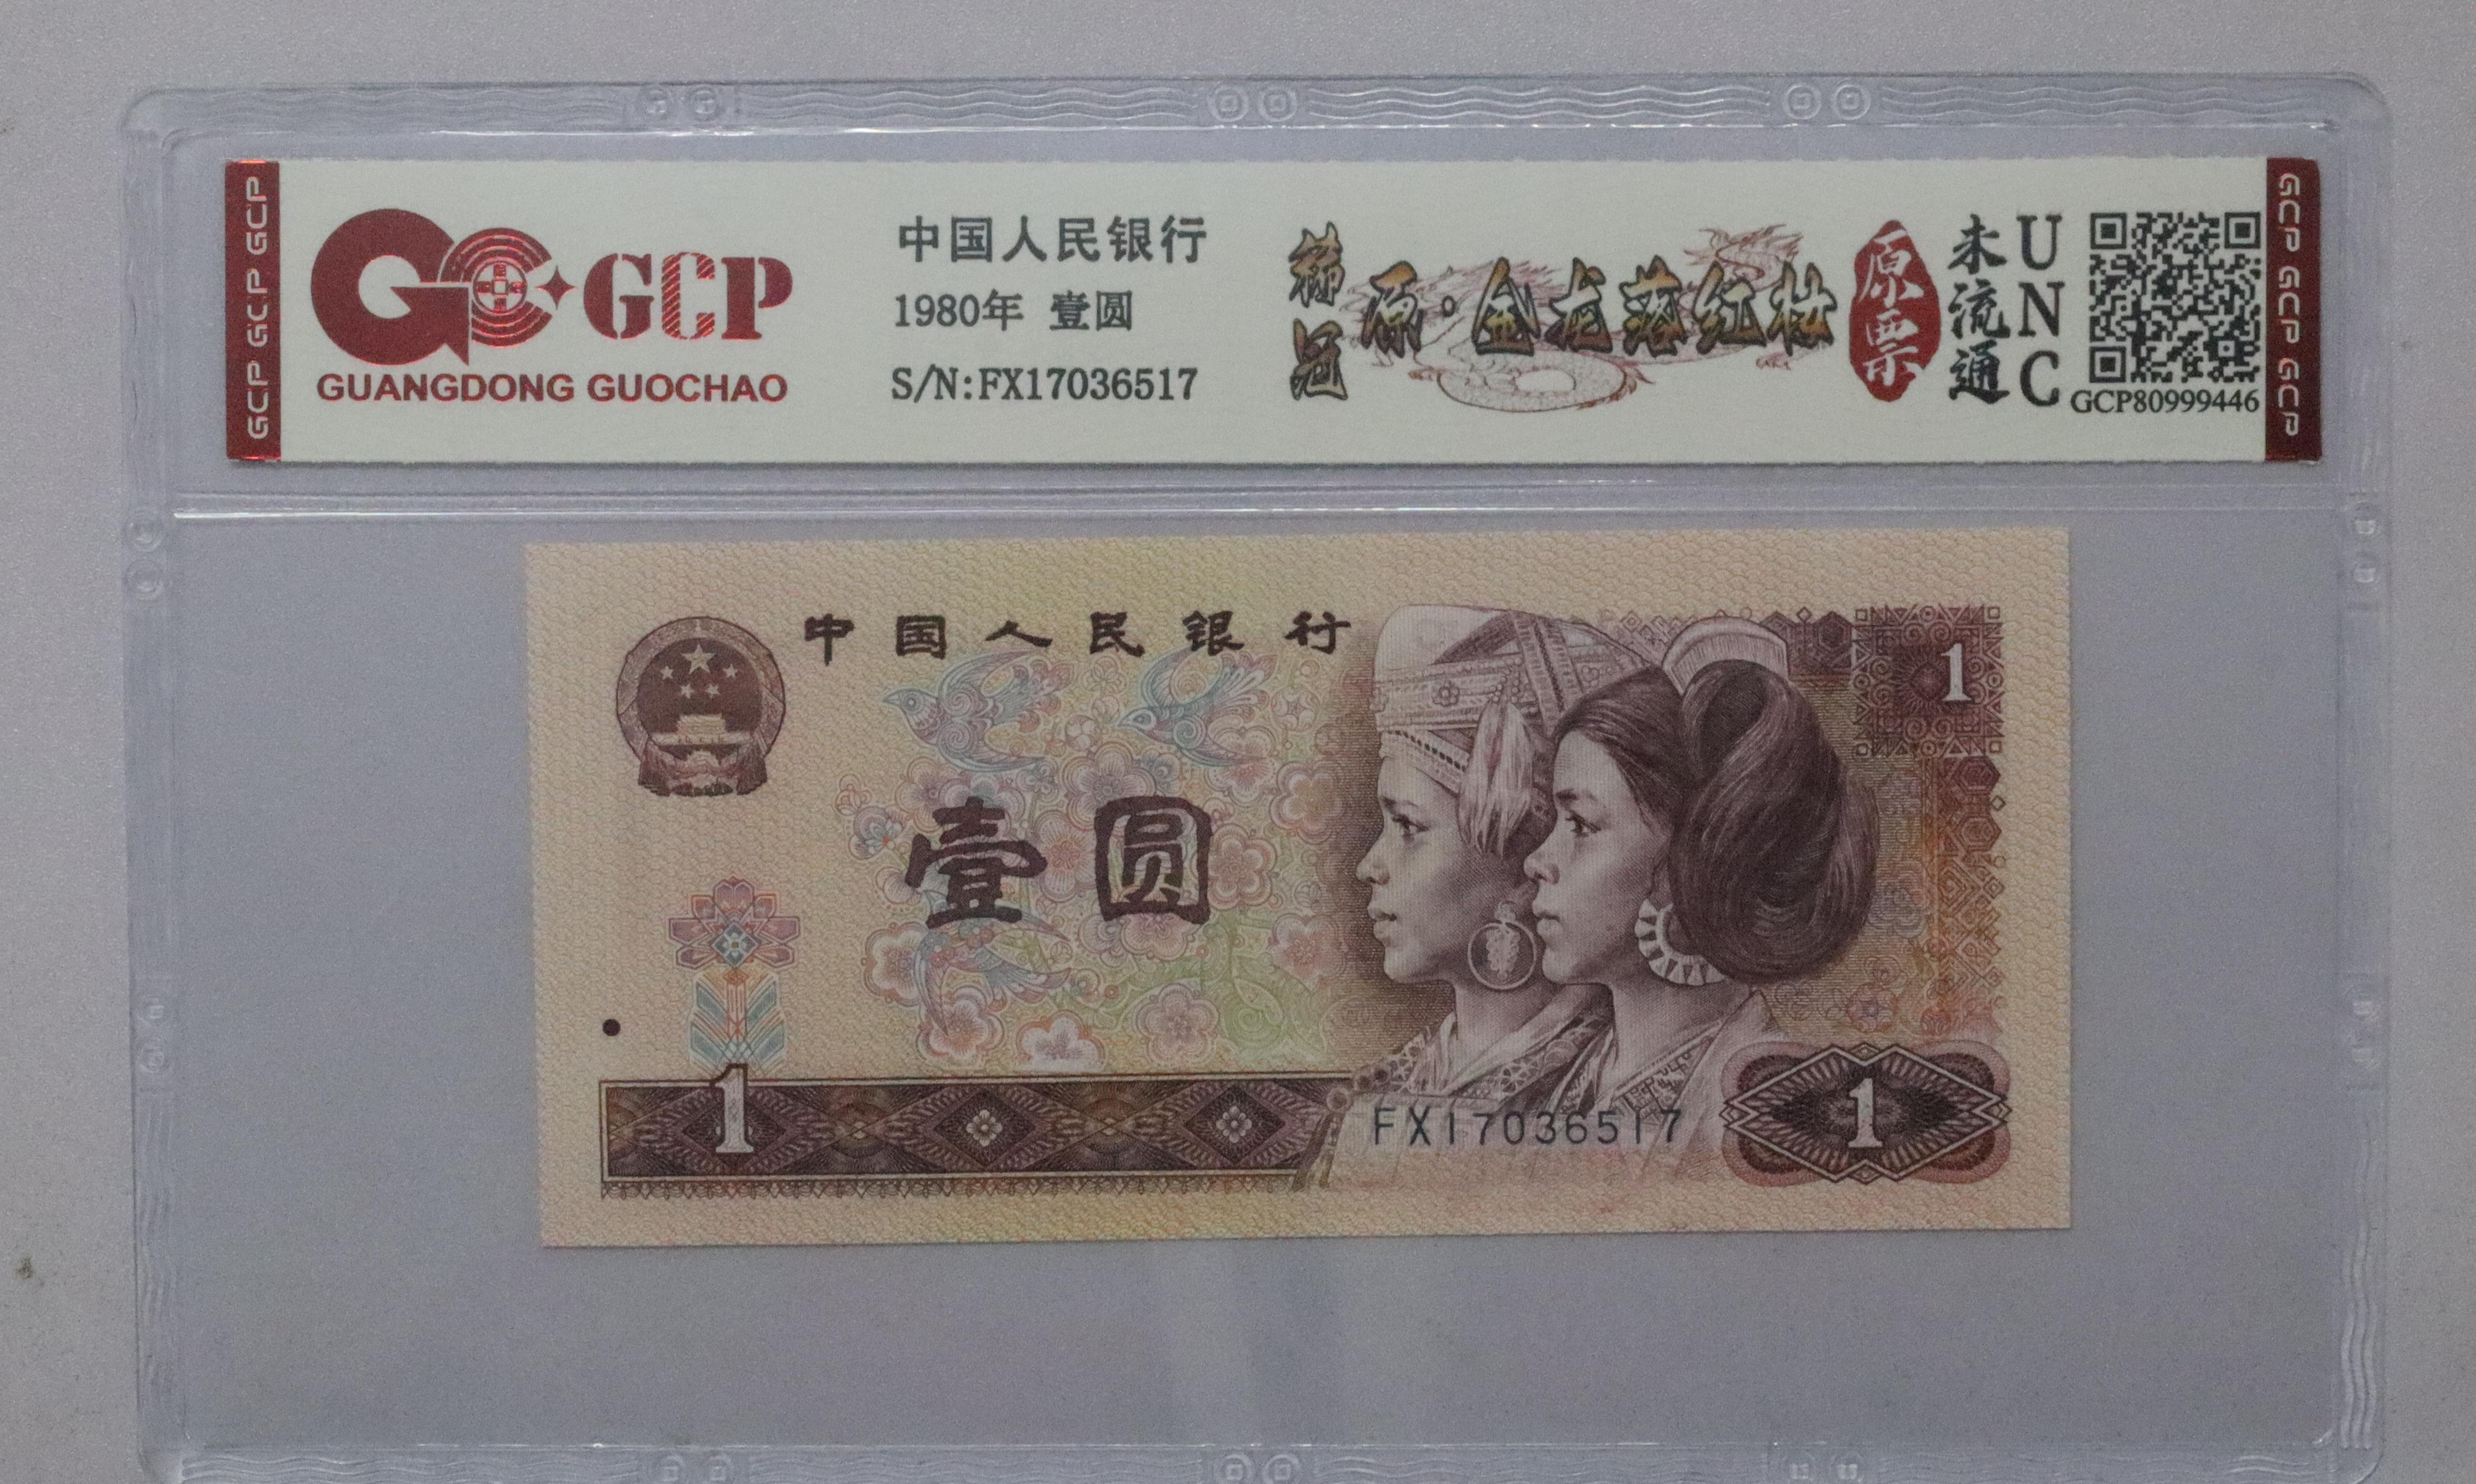 GCP GCP GCP
GCP
GUANGDONG GUOCHAO
中国人民银行
1980年 壹圆
S/N:FX17036517
稀冠
原·金龙落红妆
原票
未流通
UNC
GCP80999446
GCP GCP GCP
中国人民银行
1
壹圆
1
FX17036517
1